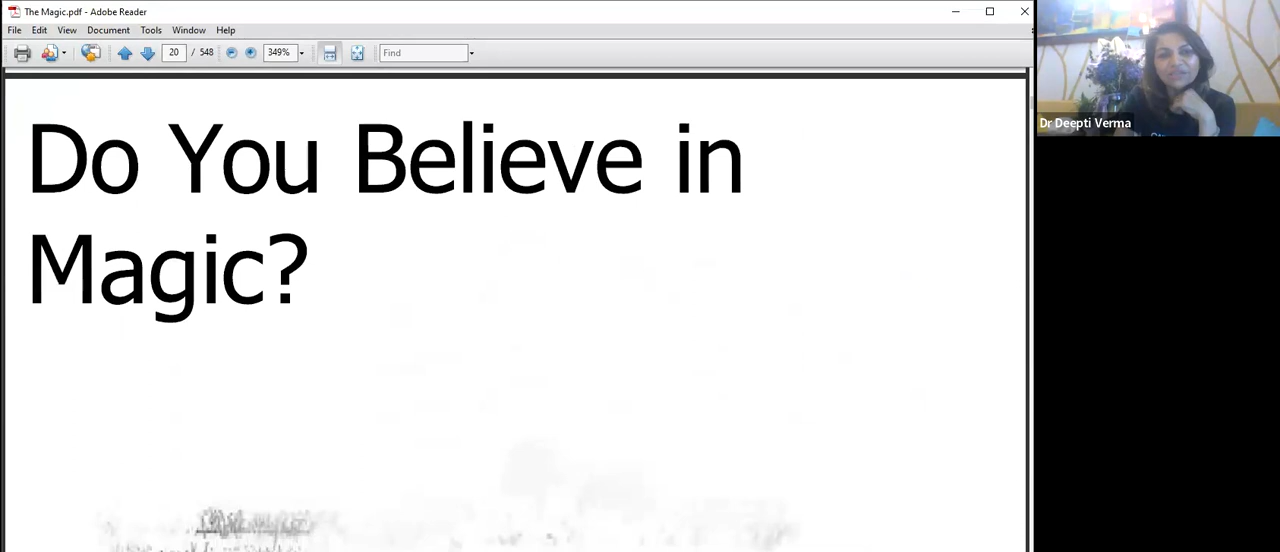 The Magic.pdf - Adobe Reader
File Edit View Document Tools Window Help
20 / 548 349% Find
Do You Believe in
Magic?
Dr Deepti Verma